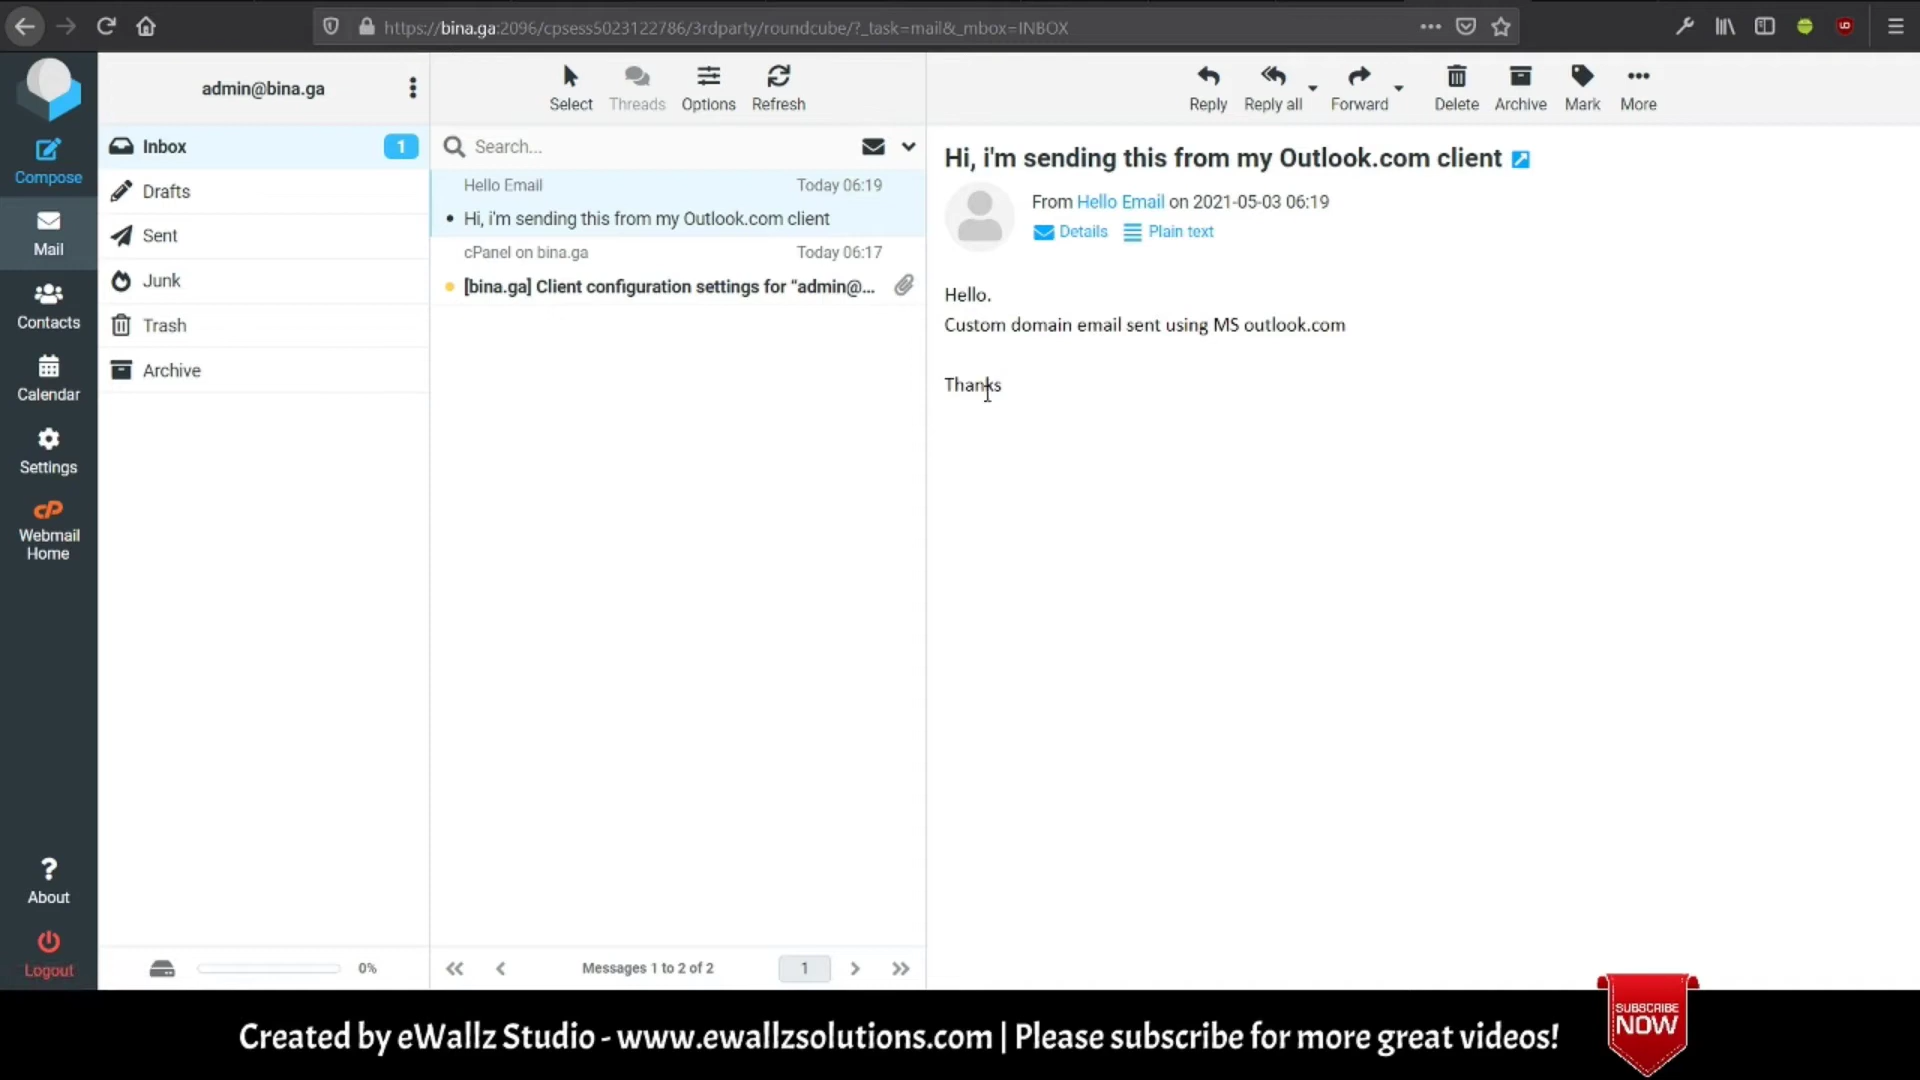 https://bina.ga:2096/cpsess5023122786/3rdparty/roundcube/?_task=mail&_mbox=INBOX
admin@bina.ga
Compose
Mail
Contacts
Calendar
Settings
cP
Webmail
Home
About
Logout
Inbox 1
Drafts
Sent
Junk
Trash
Archive
0%
Select Threads Options Refresh
Search...
Hello Email Today 06:19
• Hi, i'm sending this from my Outlook.com client
cPanel on bina.ga Today 06:17
[bina.ga] Client configuration settings for “admin@...
Messages 1 to 2 of 2 1
Reply Reply all Forward Delete Archive Mark More
Hi, i'm sending this from my Outlook.com client
From Hello Email on 2021-05-03 06:19
Details Plain text
Hello.
Custom domain email sent using MS outlook.com
Thanks
Created by eWallz Studio - www.ewallzsolutions.com | Please subscribe for more great videos!
SUBSCRIBE
NOW